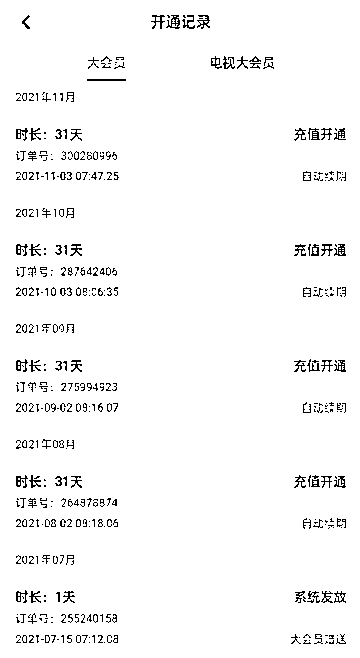 开通记录
大会员 电视大会员
2021年11月
时长：31天 充值开通
订单号：300280996
2021-11-03 07:47:25 自动续期
2021年10月
时长：31天 充值开通
订单号：287642406
2021-10-03 08:06:35 自动续期
2021年09月
时长：31天 充值开通
订单号：275994923
2021-09-02 08:16:07 自动续期
2021年08月
时长：31天 充值开通
订单号：264878874
2021-08-02 08:18:06 自动续期
2021年07月
时长：1天 系统发放
订单号：255240158
2021-07-15 07:12:08 大会员赠送